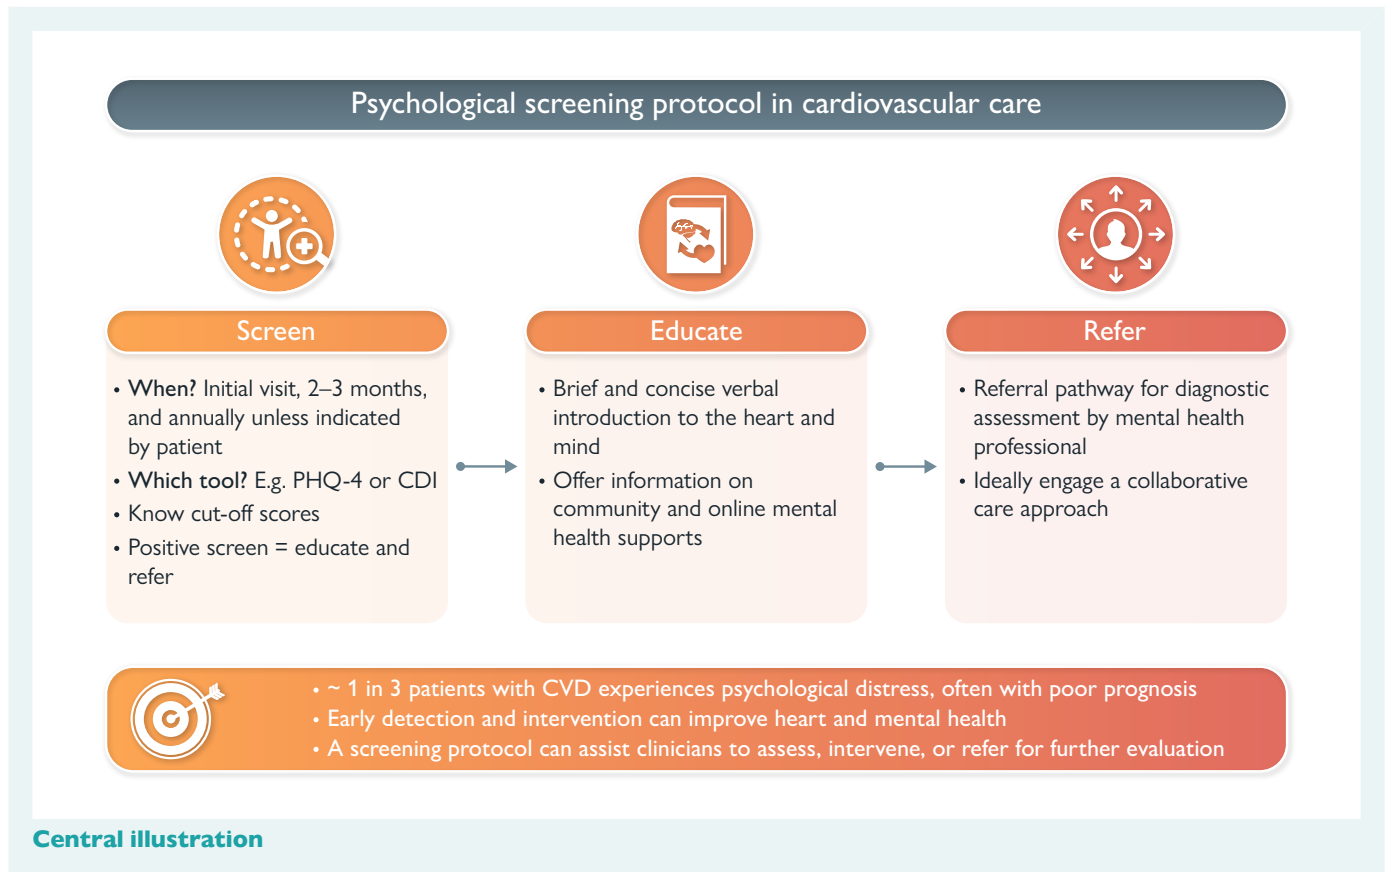 Psychological screening protocol in cardiovascular care
Screen
• When? Initial visit, 2–3 months,
and annually unless indicated
by patient
• Which tool? E.g. PHQ-4 or CDI
• Know cut-off scores
• Positive screen = educate and
refer
Educate
• Brief and concise verbal
introduction to the heart and
mind
• Offer information on
community and online mental
health supports
Refer
• Referral pathway for diagnostic
assessment by mental health
professional
• Ideally engage a collaborative
care approach
• ~ 1 in 3 patients with CVD experiences psychological distress, often with poor prognosis
• Early detection and intervention can improve heart and mental health
• A screening protocol can assist clinicians to assess, intervene, or refer for further evaluation
Central illustration